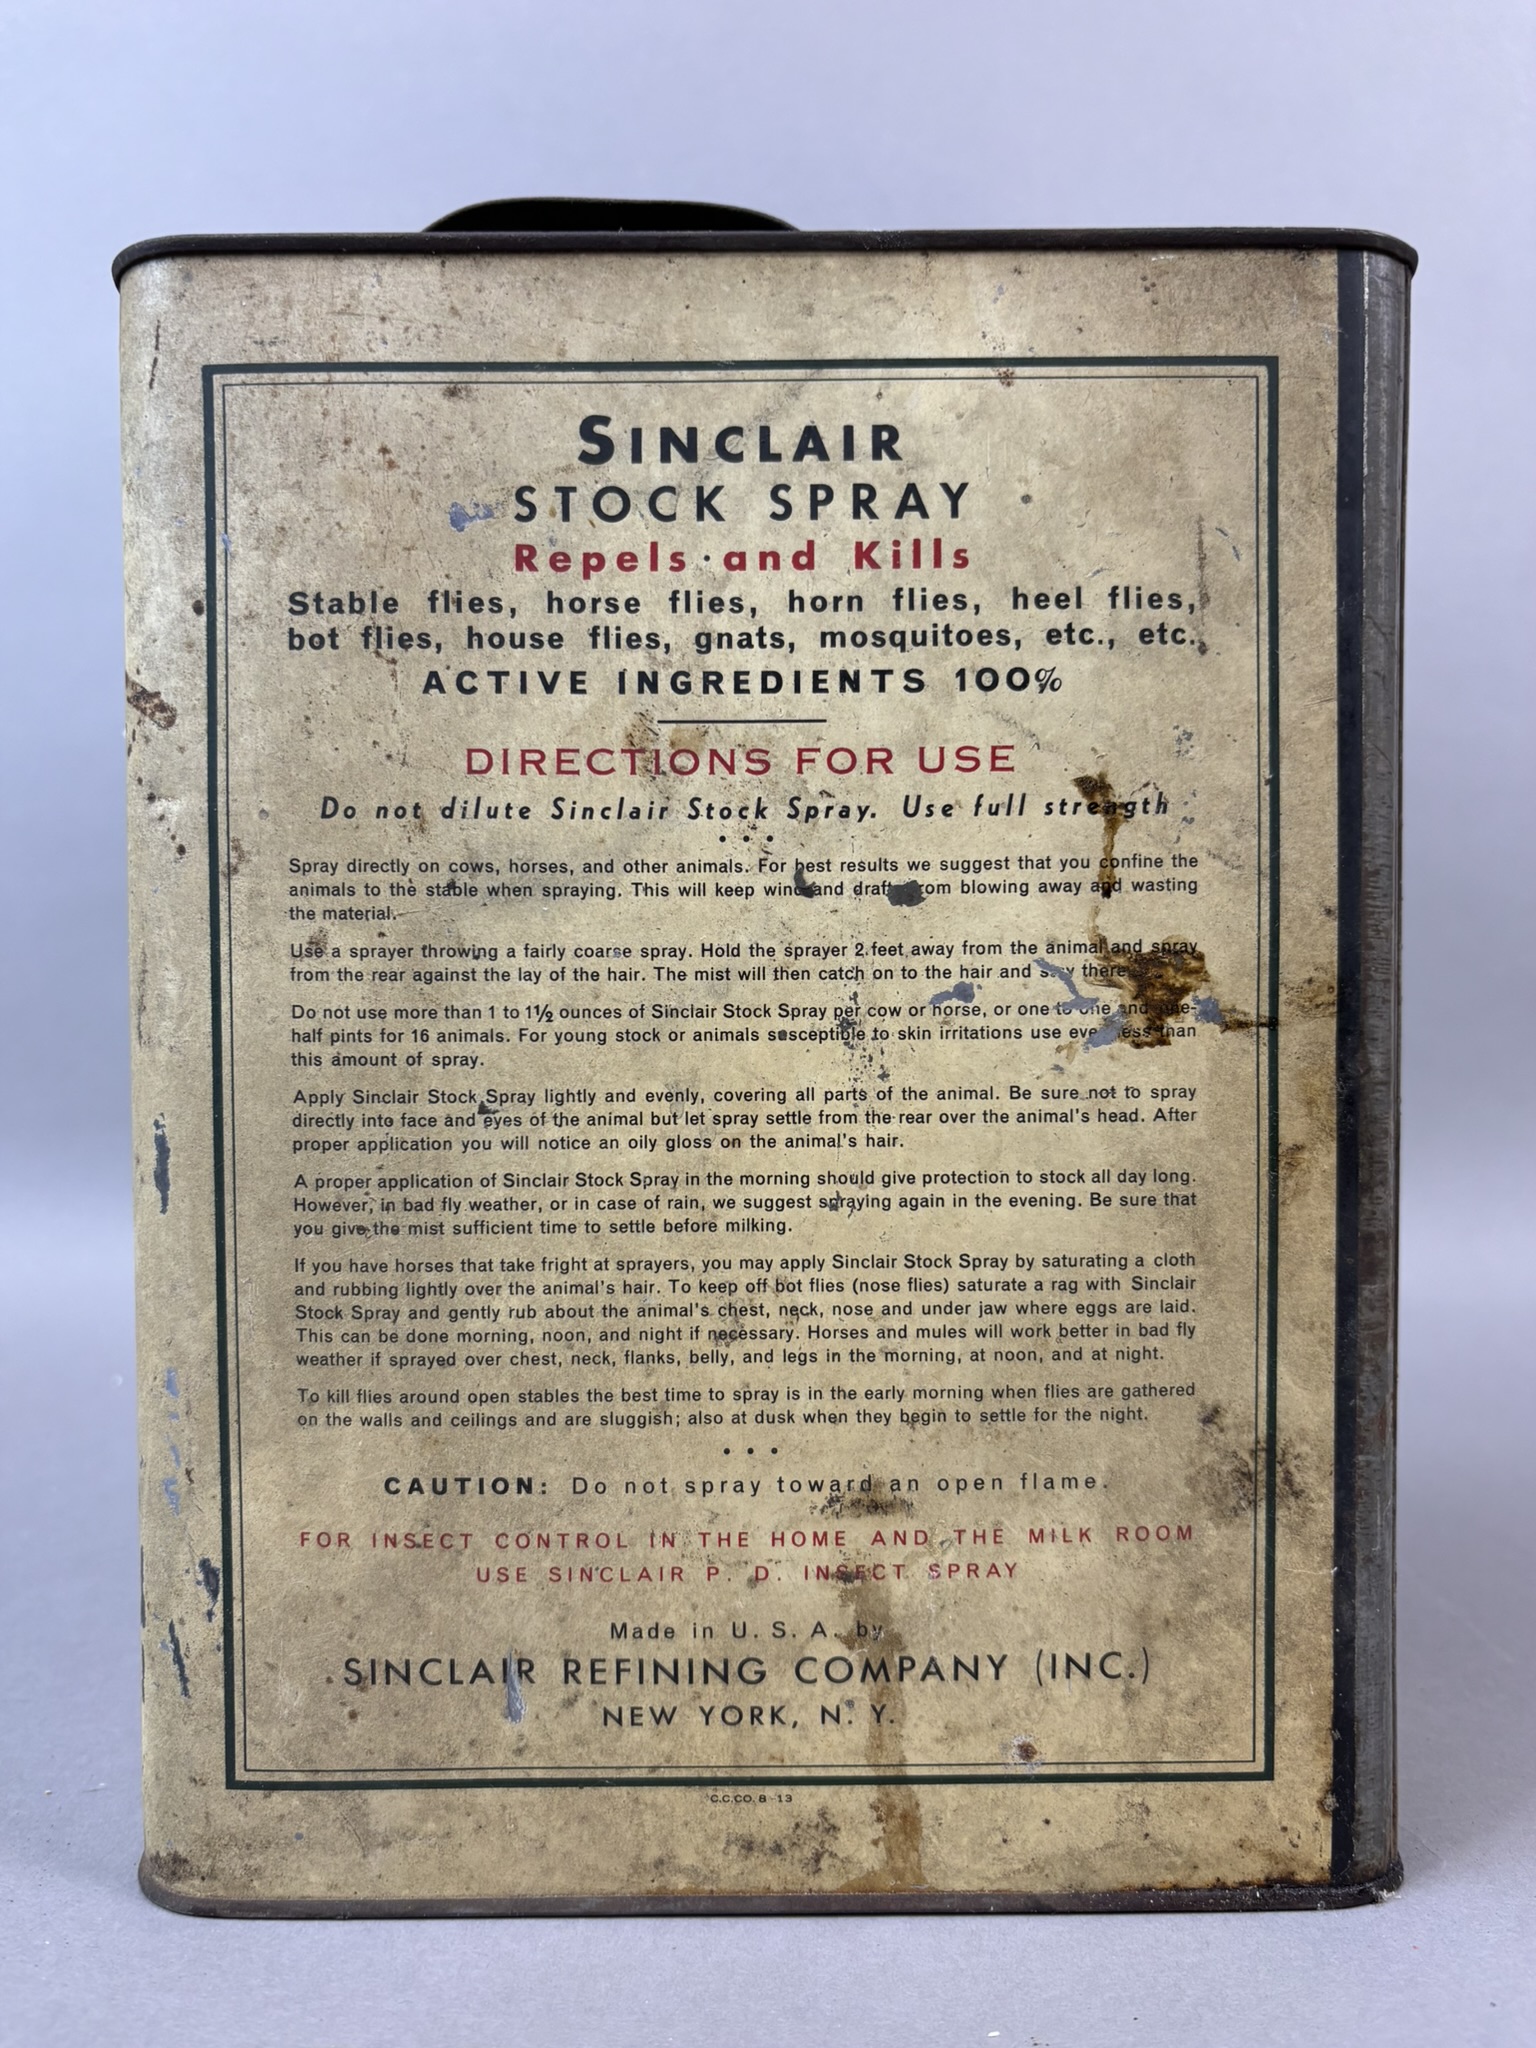 SINCLAIR
STOCK SPRAY
Repels and Kills
Stable flies, horse flies, horn flies, heel flies,
bot flies, house flies, gnats, mosquitoes, etc., etc.
ACTIVE INGREDIENTS 100%
DIRECTIONS FOR USE
Do not dilute Sinclair Stock Spray. Use full strength
• • •
Spray directly on cows, horses, and other animals. For best results we suggest that you confine the
animals to the stable when spraying. This will keep wind and drafts from blowing away and wasting
the material.
Use a sprayer throwing a fairly coarse spray. Hold the sprayer 2 feet away from the animal and spray
from the rear against the lay of the hair. The mist will then catch on to the hair and stay there.
Do not use more than 1 to 1½ ounces of Sinclair Stock Spray per cow or horse, or one to one and one-
half pints for 16 animals. For young stock or animals susceptible to skin irritations use even less than
this amount of spray.
Apply Sinclair Stock Spray lightly and evenly, covering all parts of the animal. Be sure not to spray
directly into face and eyes of the animal but let spray settle from the rear over the animal's head. After
proper application you will notice an oily gloss on the animal's hair.
A proper application of Sinclair Stock Spray in the morning should give protection to stock all day long.
However, in bad fly weather, or in case of rain, we suggest spraying again in the evening. Be sure that
you give the mist sufficient time to settle before milking.
If you have horses that take fright at sprayers, you may apply Sinclair Stock Spray by saturating a cloth
and rubbing lightly over the animal's hair. To keep off bot flies (nose flies) saturate a rag with Sinclair
Stock Spray and gently rub about the animal's chest, neck, nose and under jaw where eggs are laid.
This can be done morning, noon, and night if necessary. Horses and mules will work better in bad fly
weather if sprayed over chest, neck, flanks, belly, and legs in the morning, at noon, and at night.
To kill flies around open stables the best time to spray is in the early morning when flies are gathered
on the walls and ceilings and are sluggish; also at dusk when they begin to settle for the night.
• • •
CAUTION: Do not spray toward an open flame.
FOR INSECT CONTROL IN THE HOME AND THE MILK ROOM
USE SINCLAIR P. D. INSECT SPRAY
Made in U. S. A. by
SINCLAIR REFINING COMPANY (INC.)
NEW YORK, N. Y.
C.C.CO. 8-13